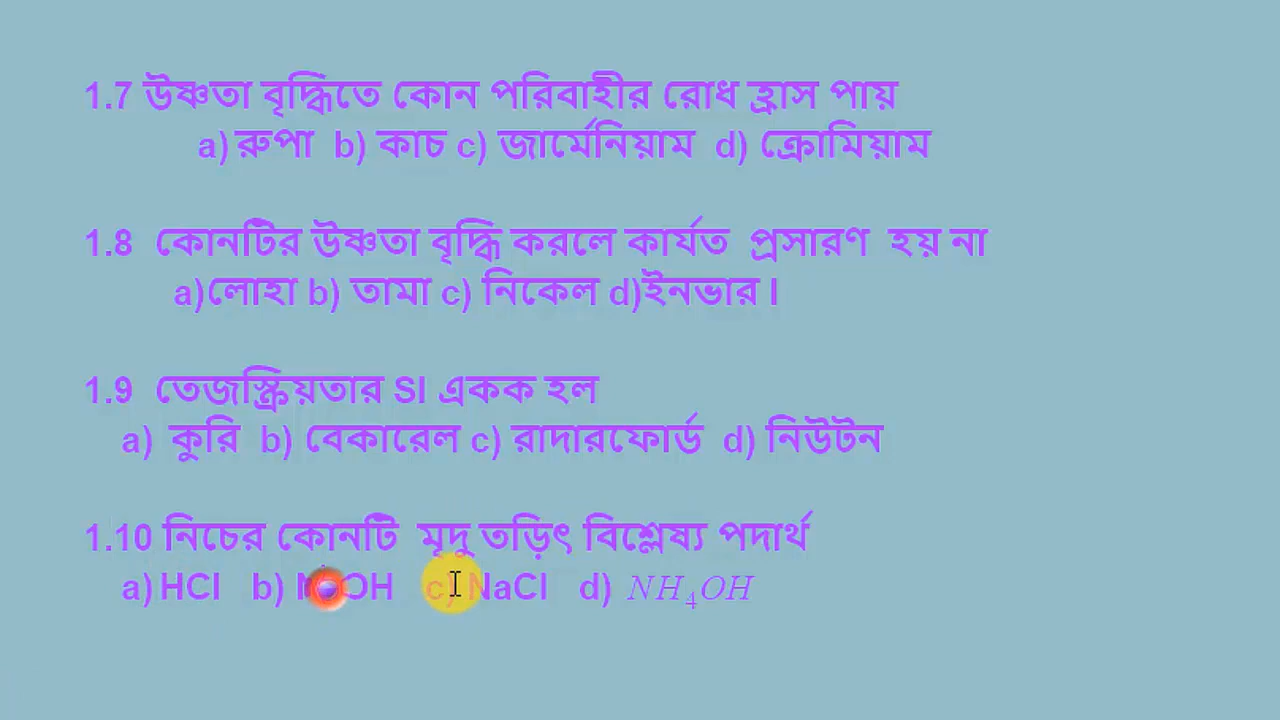 1.7 উষ্ণতা বৃদ্ধিতে কোন পরিবাহীর রোধ হ্রাস পায়
a) রুপা b) কাচ c) জার্মেনিয়াম d) ক্রোমিয়াম
1.8 কোনটির উষ্ণতা বৃদ্ধি করলে কার্যত প্রসারণ হয় না
a)লোহা b) তামা c) নিকেল d)ইনভার।
1.9 তেজস্ক্রিয়তার SI একক হল
a) কুরি b) বেকারেল c) রাদারফোর্ড d) নিউটন
1.10 নিচের কোনটি মৃদু তড়িৎ বিশ্লেষ্য পদার্থ
a) HCl b) c) NaCl d) NH₄OH